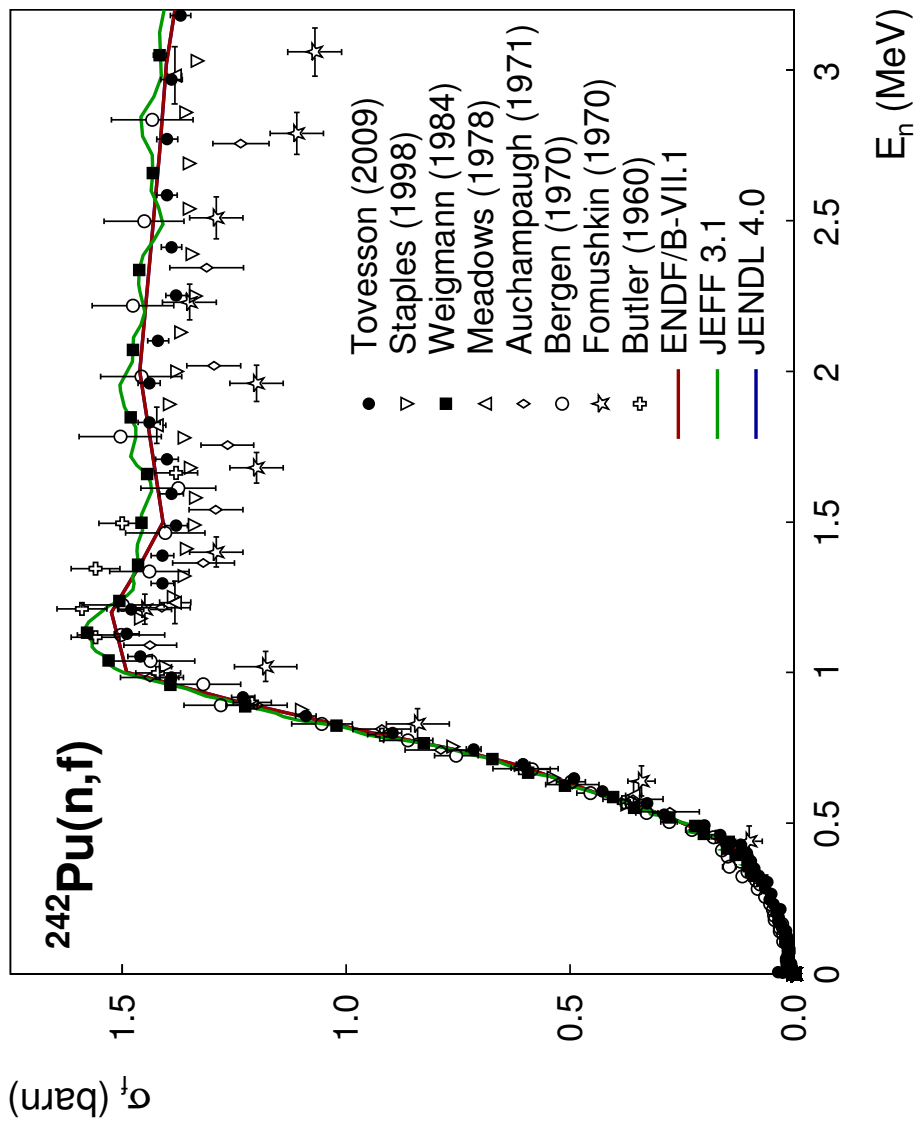 ²⁴²Pu(n,f)
σf (barn)
1.5
1.0
0.5
0.0
Tovesson (2009)
Staples (1998)
Weigmann (1984)
Meadows (1978)
Auchampaugh (1971)
Bergen (1970)
Fomushkin (1970)
Butler (1960)
ENDF/B-VII.1
JEFF 3.1
JENDL 4.0
0 0.5 1 1.5 2 2.5 3
En (MeV)